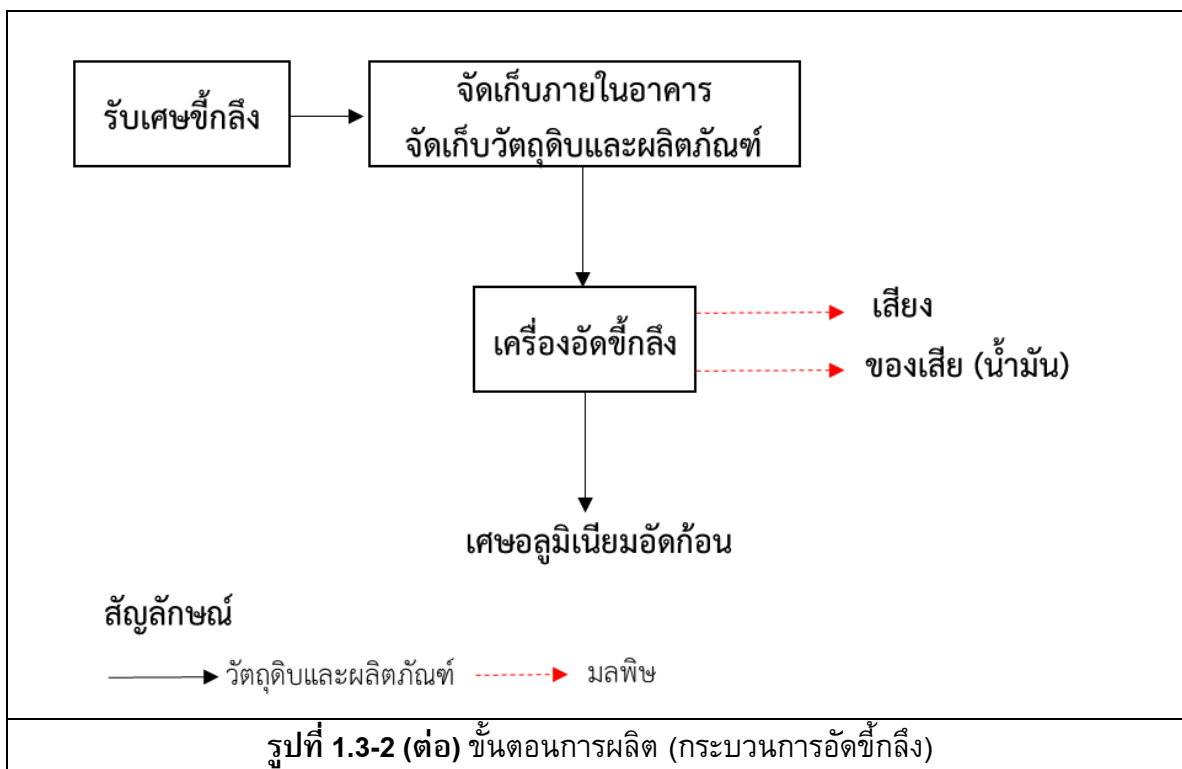 รับเศษขี้กลึง
จัดเก็บภายในอาคาร
จัดเก็บวัตถุดิบและผลิตภัณฑ์
เครื่องอัดขี้กลึง
เสียง
ของเสีย (น้ำมัน)
เศษอลูมิเนียมอัดก้อน
สัญลักษณ์
วัตถุดิบและผลิตภัณฑ์
มลพิษ
รูปที่ 1.3-2 (ต่อ) ขั้นตอนการผลิต (กระบวนการอัดขี้กลึง)